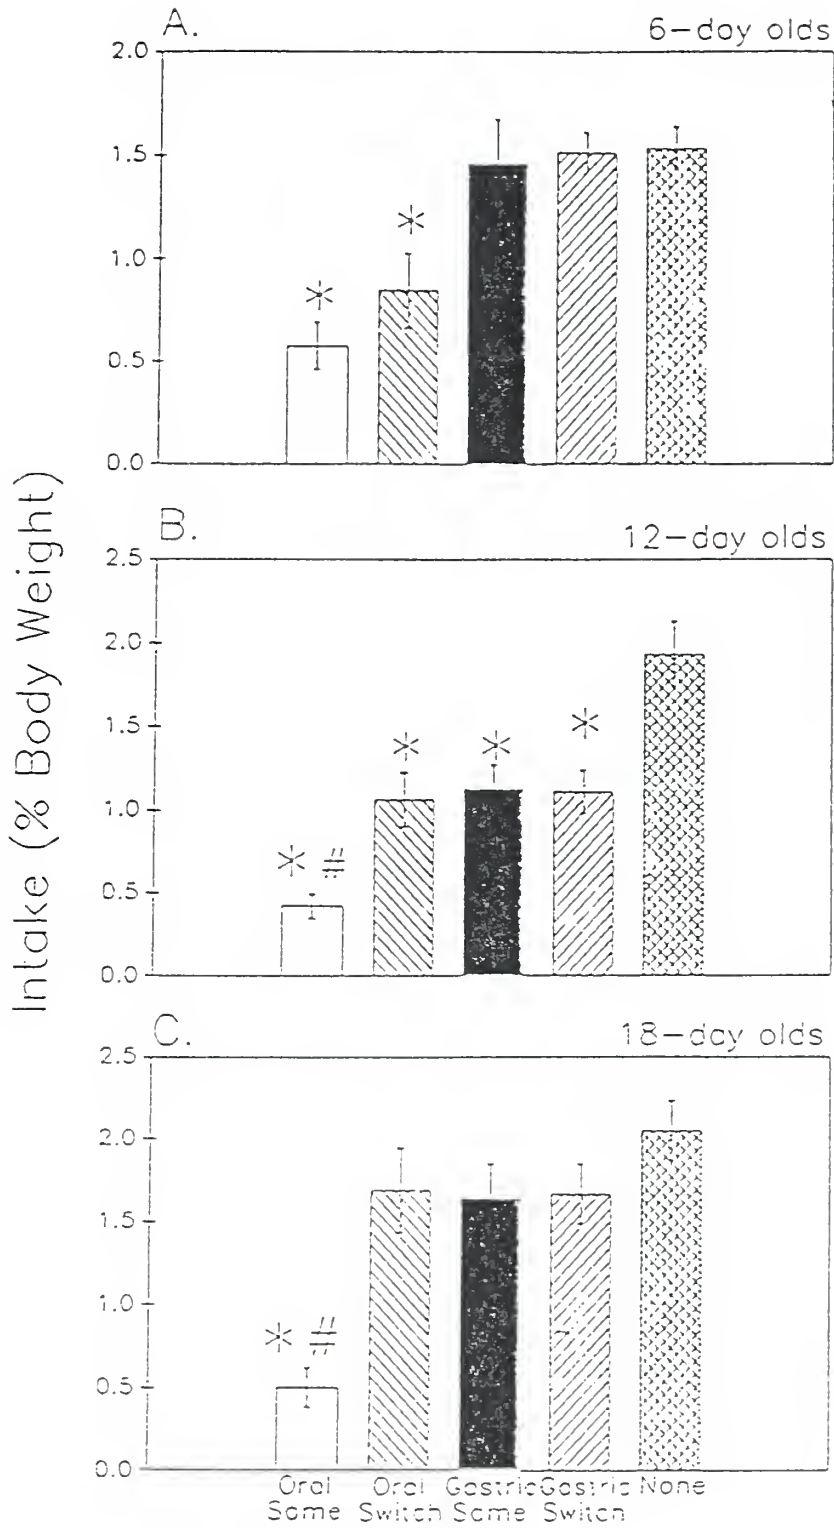 A.
6-day olds
2.0
1.5
1.0
0.5
0.0
*
*
B.
12-day olds
2.5
2.0
1.5
1.0
0.5
0.0
* #
*
*
*
C.
18-day olds
2.5
2.0
1.5
1.0
0.5
0.0
* #
Intake (% Body Weight)
Oral Oral Gastric Gastric None
Same Switch Same Switch